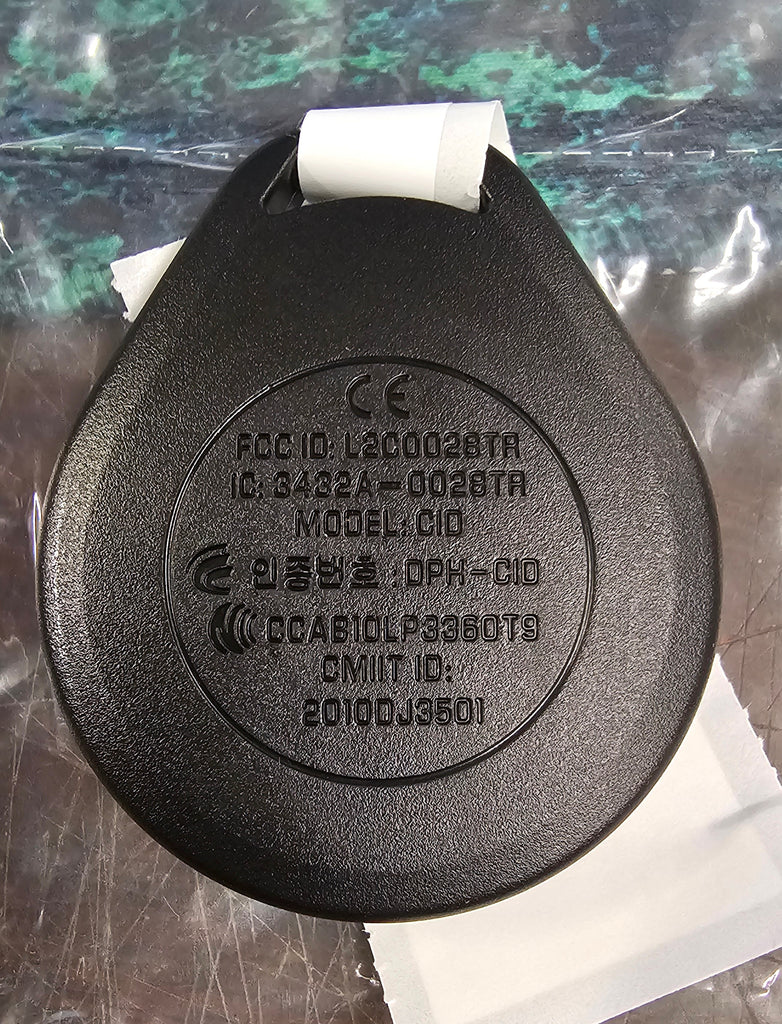 CE
FCC ID: L2C0028TR
IC: 3432A-0028TR
MODEL: CID
인증번호 :DPH-CID
CCAB10LP3360T9
CMIIT ID:
2010DJ3501